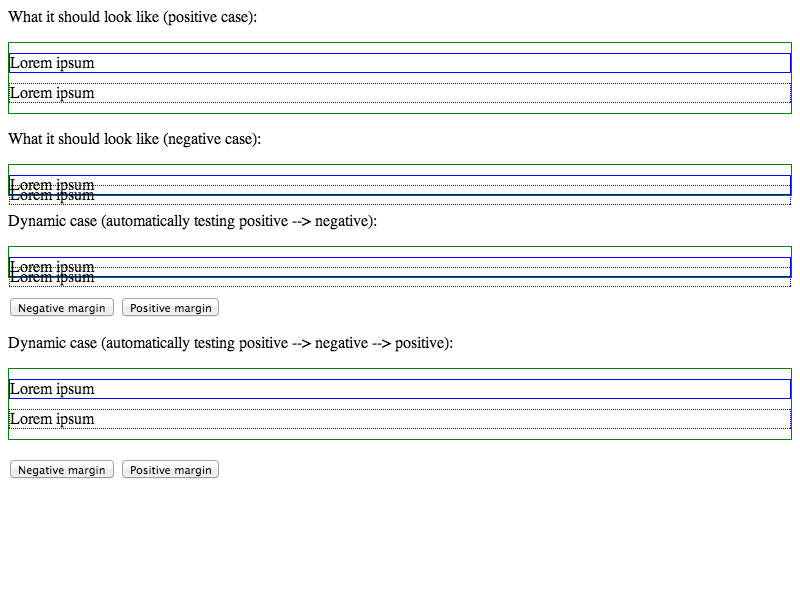 What it should look like (positive case):
Lorem ipsum
Lorem ipsum
What it should look like (negative case):
Lorem ipsum
Lorem ipsum
Dynamic case (automatically testing positive --> negative):
Lorem ipsum
Lorem ipsum
Negative margin Positive margin
Dynamic case (automatically testing positive --> negative --> positive):
Lorem ipsum
Lorem ipsum
Negative margin Positive margin